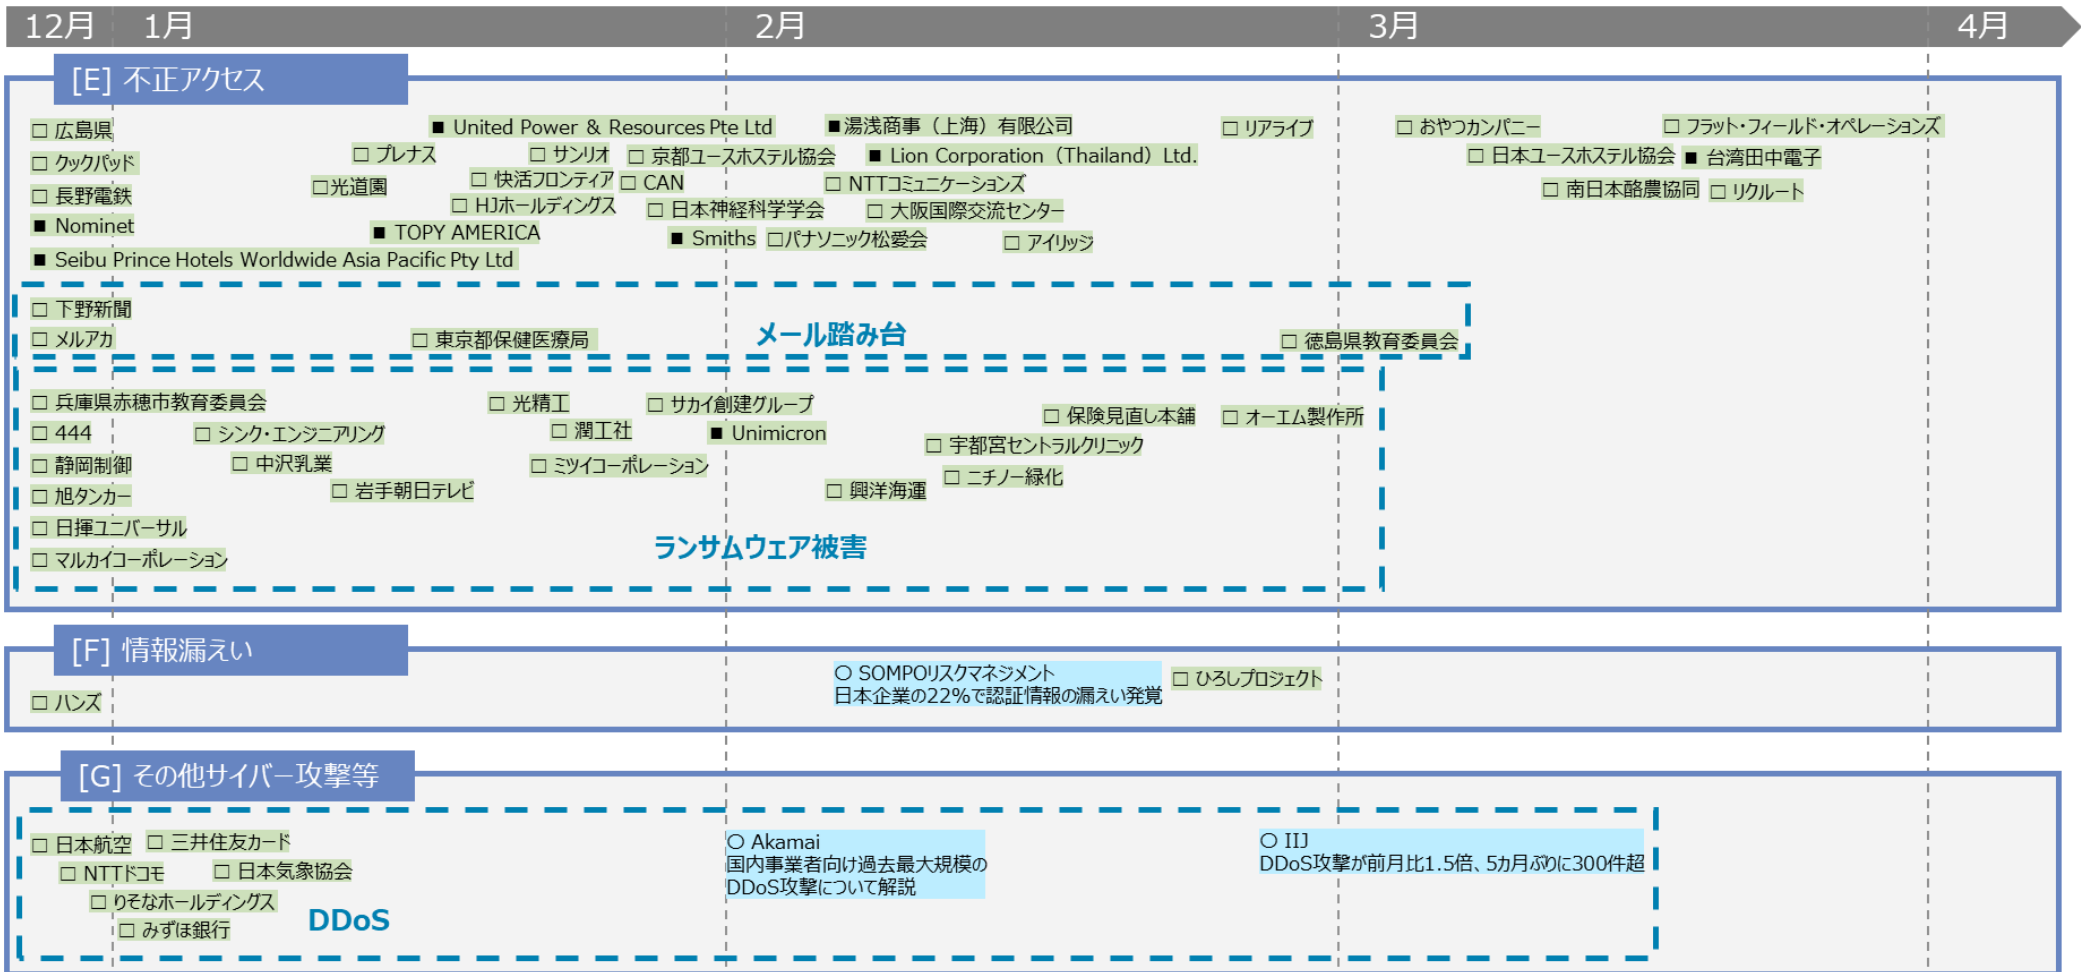 12月 1月 2月 3月 4月
[E] 不正アクセス
□ 広島県
■ United Power & Resources Pte Ltd
■湯浅商事（上海）有限公司
□ リアライブ
□ おやつカンパニー
□ フラット・フィールド・オペレーションズ
□ クックパッド
□ プレナス
□ サンリオ
□ 京都ユースホステル協会
■ Lion Corporation（Thailand）Ltd.
□ 日本ユースホステル協会
■ 台湾田中電子
□ 長野電鉄
□光道園
□ 快活フロンティア
□ CAN
□ NTTコミュニケーションズ
□ 南日本酪農協同
□ リクルート
■ Nominet
□ HJホールディングス
□ 日本神経科学学会
□ 大阪国際交流センター
■ TOPY AMERICA
■ Smiths
□パナソニック松愛会
□ アイリッジ
■ Seibu Prince Hotels Worldwide Asia Pacific Pty Ltd
□ 下野新聞
□ メルアカ
□ 東京都保健医療局
メール踏み台
□ 徳島県教育委員会
□ 兵庫県赤穂市教育委員会
□ 光精工
□ サカイ創建グループ
□ 保険見直し本舗
□ オーエム製作所
□ 444
□ シンク・エンジニアリング
□ 潤工社
■ Unimicron
□ 宇都宮セントラルクリニック
□ 静岡制御
□ 中沢乳業
□ ミツイコーポレーション
□ ニチノー緑化
□ 旭タンカー
□ 岩手朝日テレビ
□ 興洋海運
□ 日揮ユニバーサル
□ マルカイコーポレーション
ランサムウェア被害
[F] 情報漏えい
□ ハンズ
○ SOMPOリスクマネジメント
日本企業の22%で認証情報の漏えい発覚
□ ひろしプロジェクト
[G] その他サイバー攻撃等
□ 日本航空
□ 三井住友カード
□ NTTドコモ
□ 日本気象協会
□ りそなホールディングス
□ みずほ銀行
DDoS
○ Akamai
国内事業者向け過去最大規模の
DDoS攻撃について解説
○ IIJ
DDoS攻撃が前月比1.5倍、5カ月ぶりに300件超